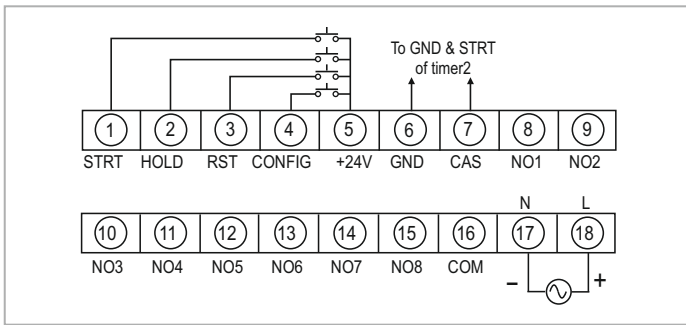 To GND & STRT
of timer2
1 2 3 4 5 6 7 8 9
STRT HOLD RST CONFIG +24V GND CAS NO1 NO2
N L
10 11 12 13 14 15 16 17 18
NO3 NO4 NO5 NO6 NO7 NO8 COM
− +